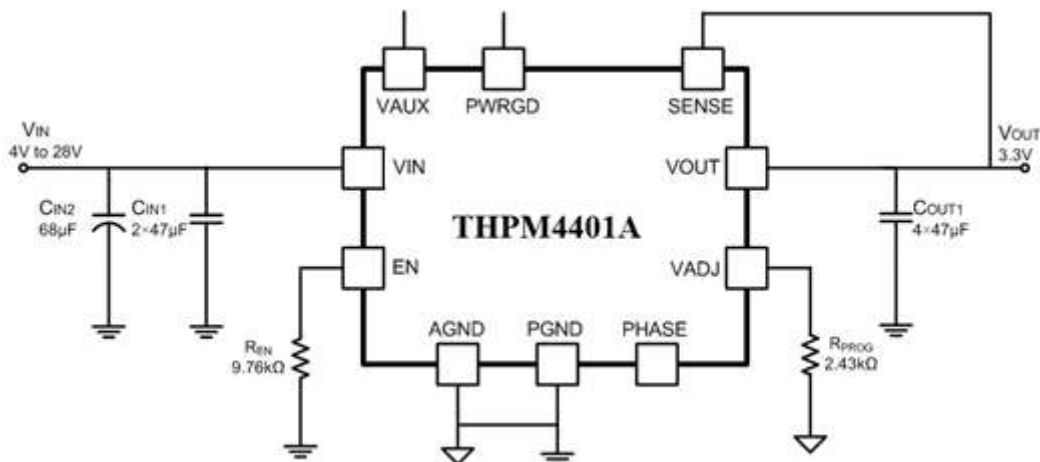 VAUX
PWRGD
SENSE
VIN
4V to 28V
VIN
VOUT
VOUT
3.3V
CIN2
68µF
CIN1
2×47µF
THPM4401A
COUT1
4×47µF
EN
VADJ
REN
9.76kΩ
AGND
PGND
PHASE
RPROG
2.43kΩ